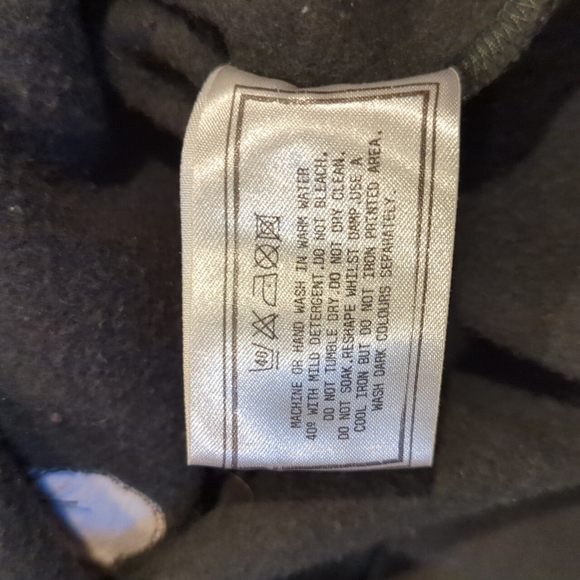 40
MACHINE OR HAND WASH IN WARM WATER
40º WITH MILD DETERGENT.DO NOT BLEACH.
DO NOT TUMBLE DRY.DO NOT DRY CLEAN.
DO NOT SOAK.RESHAPE WHILST DAMP.USE A
COOL IRON BUT DO NOT IRON PRINTED AREA.
WASH DARK COLOURS SEPARATELY.